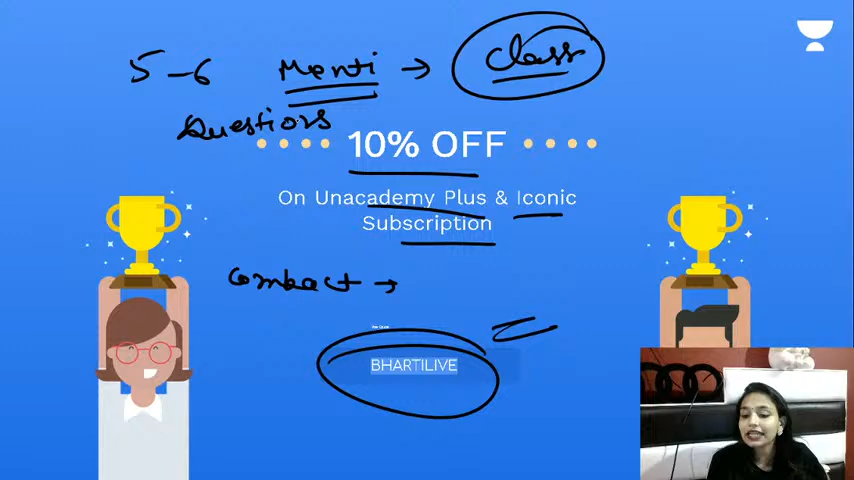 5-6 Menti → Class
Questions
10% OFF
On Unacademy Plus & Iconic
Subscription
Combact →
BHARTILIVE